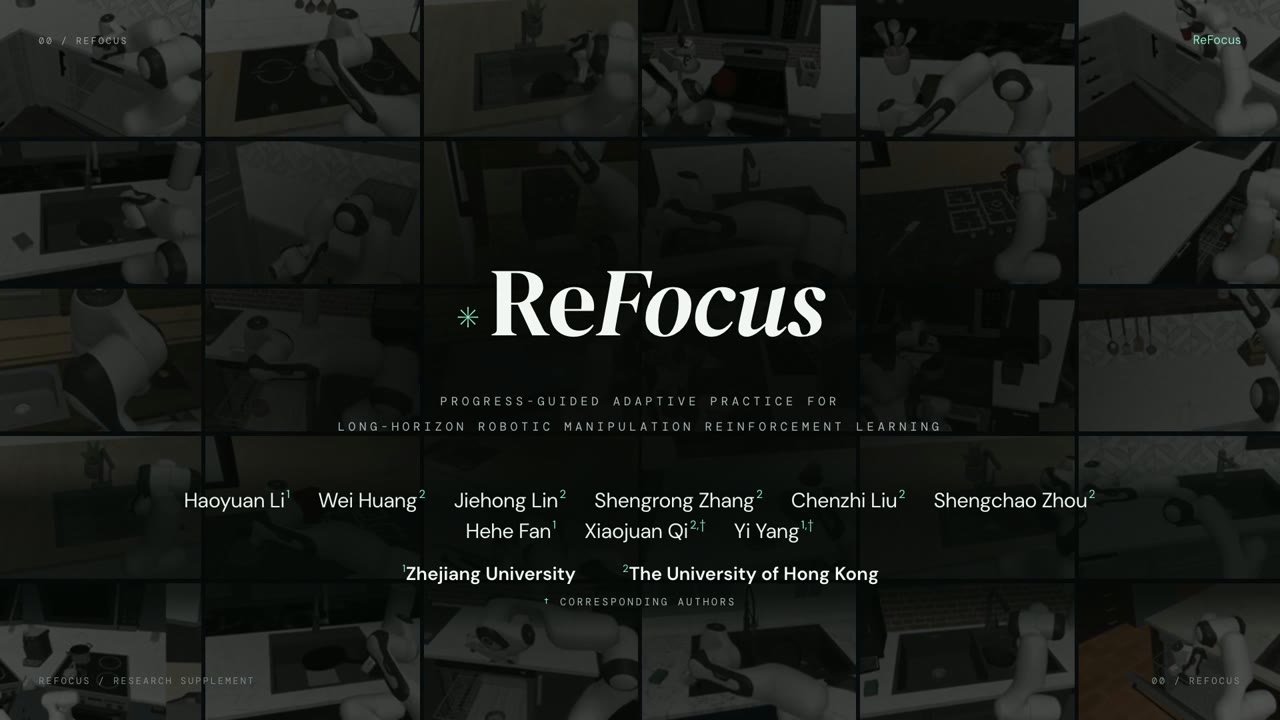 00 / REFOCUS
ReFocus
ReFocus
PROGRESS-GUIDED ADAPTIVE PRACTICE FOR
LONG-HORIZON ROBOTIC MANIPULATION REINFORCEMENT LEARNING
Haoyuan Li¹ Wei Huang² Jiehong Lin² Shengrong Zhang² Chenzhi Liu² Shengchao Zhou²
Hehe Fan¹ Xiaojuan Qi²,† Yi Yang¹,†
¹Zhejiang University ²The University of Hong Kong
† CORRESPONDING AUTHORS
REFOCUS / RESEARCH SUPPLEMENT
00 / REFOCUS